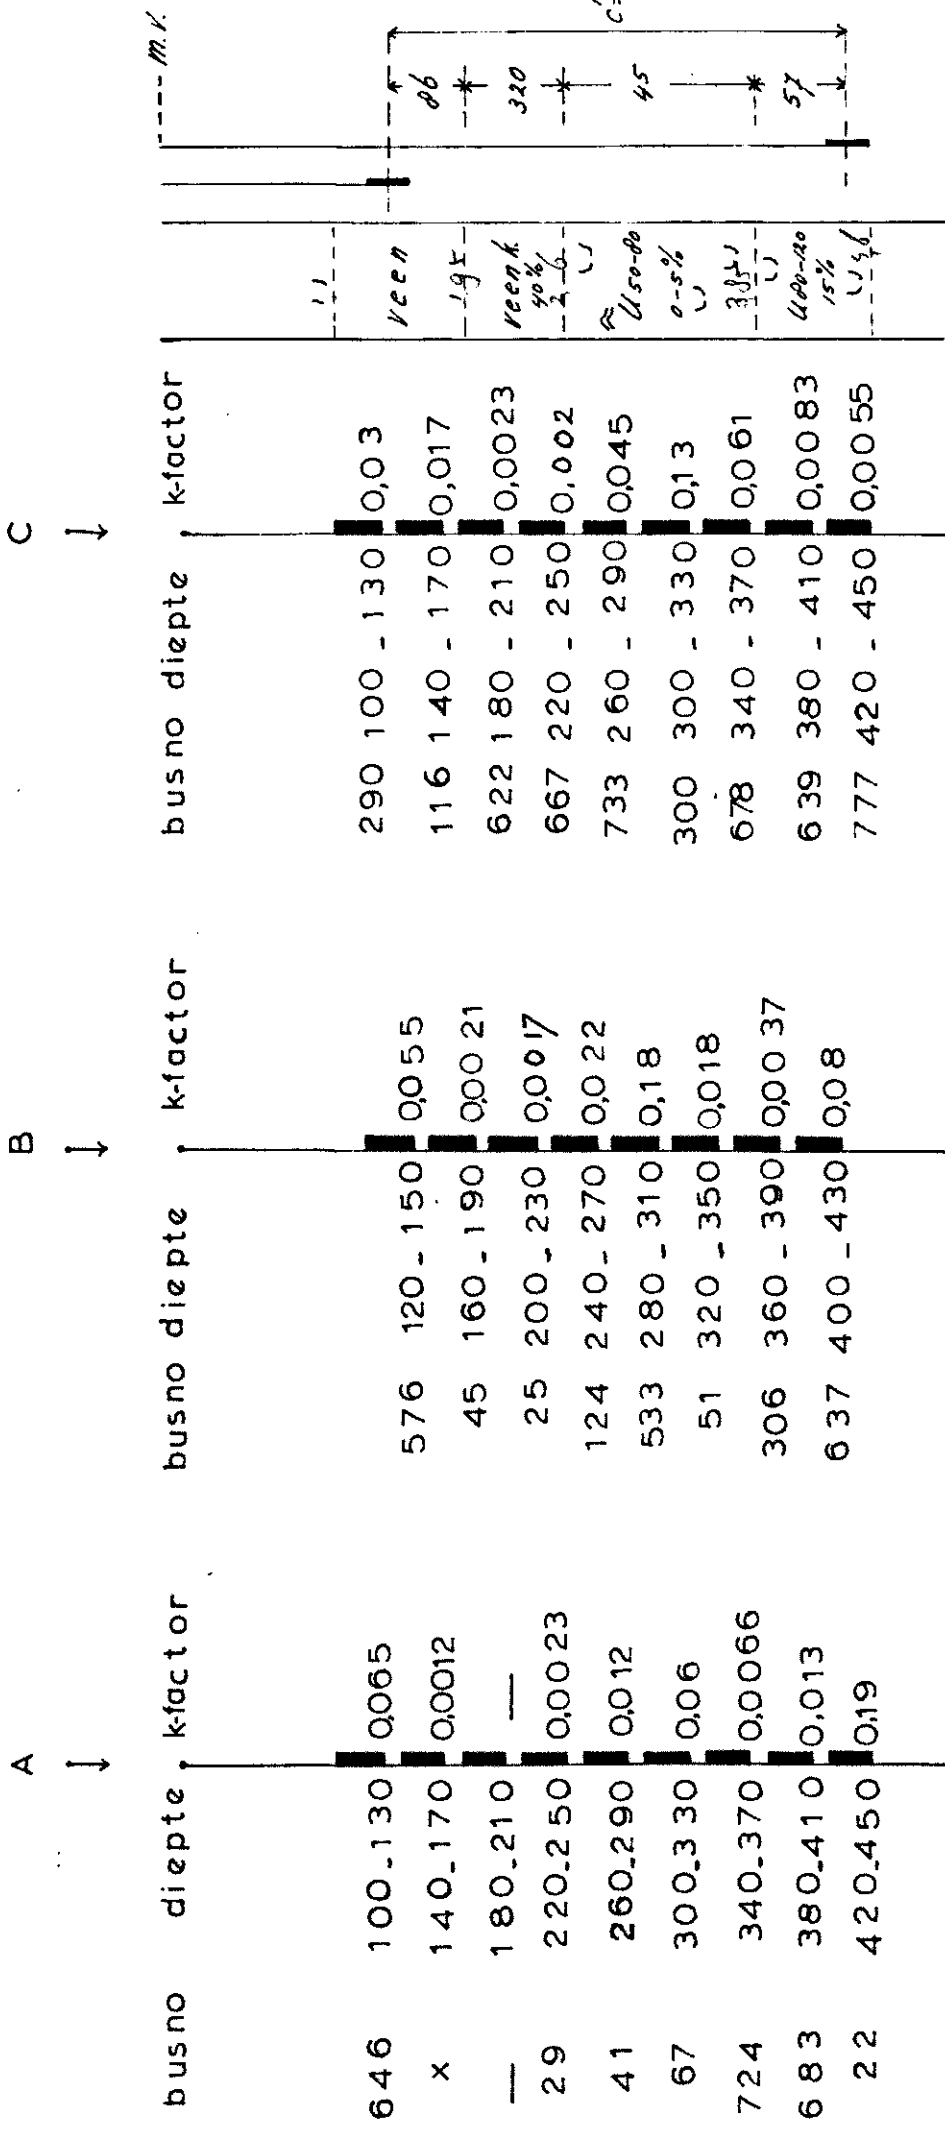 A
↓
busno diepte k-factor
646 100-130 0,065
x 140-170 0,0012
— 180-210 —
29 220-250 0,0023
41 260-290 0,012
67 300-330 0,06
724 340-370 0,0066
683 380-410 0,013
22 420-450 0,19
B
↓
busno diepte k-factor
576 120-150 0,055
45 160-190 0,0021
25 200-230 0,0017
124 240-270 0,022
533 280-310 0,18
51 320-350 0,018
306 360-390 0,0037
637 400-430 0,08
C
↓
busno diepte k-factor
290 100-130 0,03
116 140-170 0,017
622 180-210 0,0023
667 220-250 0,002
733 260-290 0,045
300 300-330 0,13
678 340-370 0,061
639 380-410 0,0083
777 420-450 0,0055
m.v.
veen
195
veenk.
40%
≈
U50-80
0-5%
385
U80-120
15%
86
320
45
57
c=